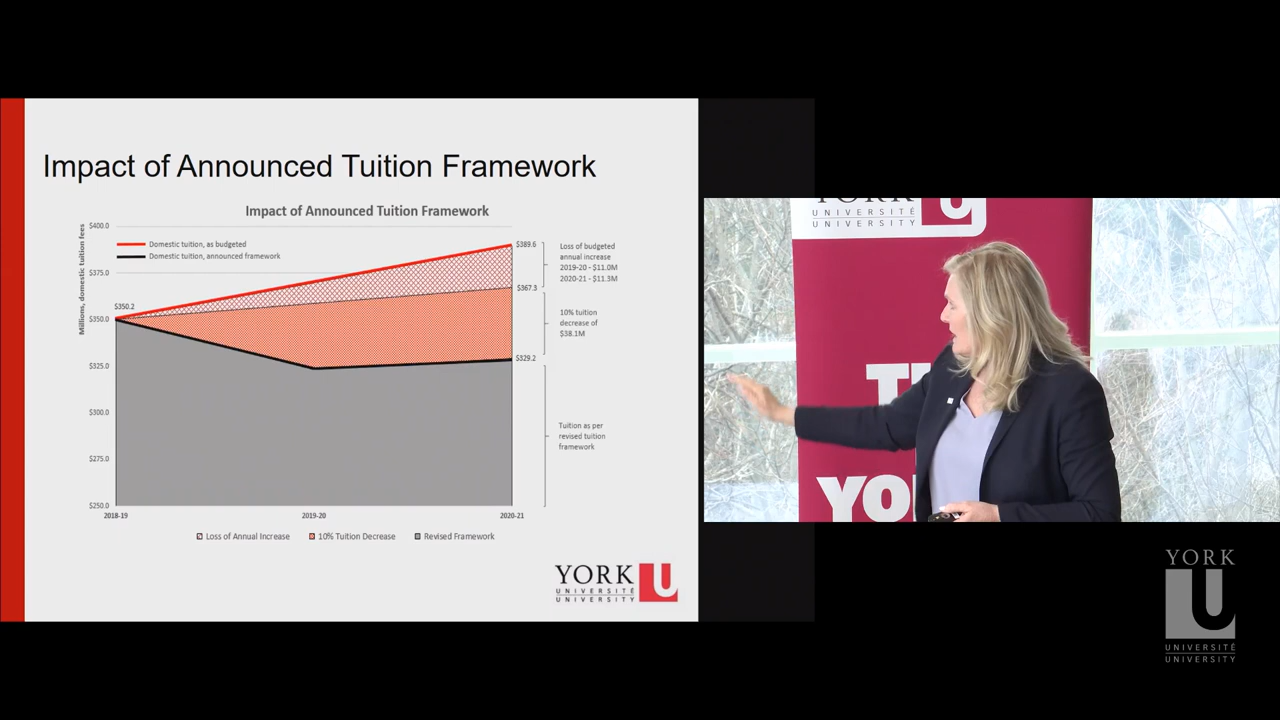 Impact of Announced Tuition Framework
Impact of Announced Tuition Framework
Millions, domestic tuition fees
$400.0
$375.0
$350.0
$325.0
$300.0
$275.0
$250.0
Domestic tuition, as budgeted
Domestic tuition, announced framework
$350.2
$389.6
$367.3
$329.2
Loss of budgeted
annual increase
2019-20 - $11.0M
2020-21 - $11.3M
10% tuition
decrease of
$38.1M
Tuition as per
revised tuition
framework
2018-19
2019-20
2020-21
Loss of Annual Increase
10% Tuition Decrease
Revised Framework
YORK U
UNIVERSITÉ
UNIVERSITY
YORK U
UNIVERSITÉ
UNIVERSITY
YORK
U
UNIVERSITÉ
UNIVERSITY